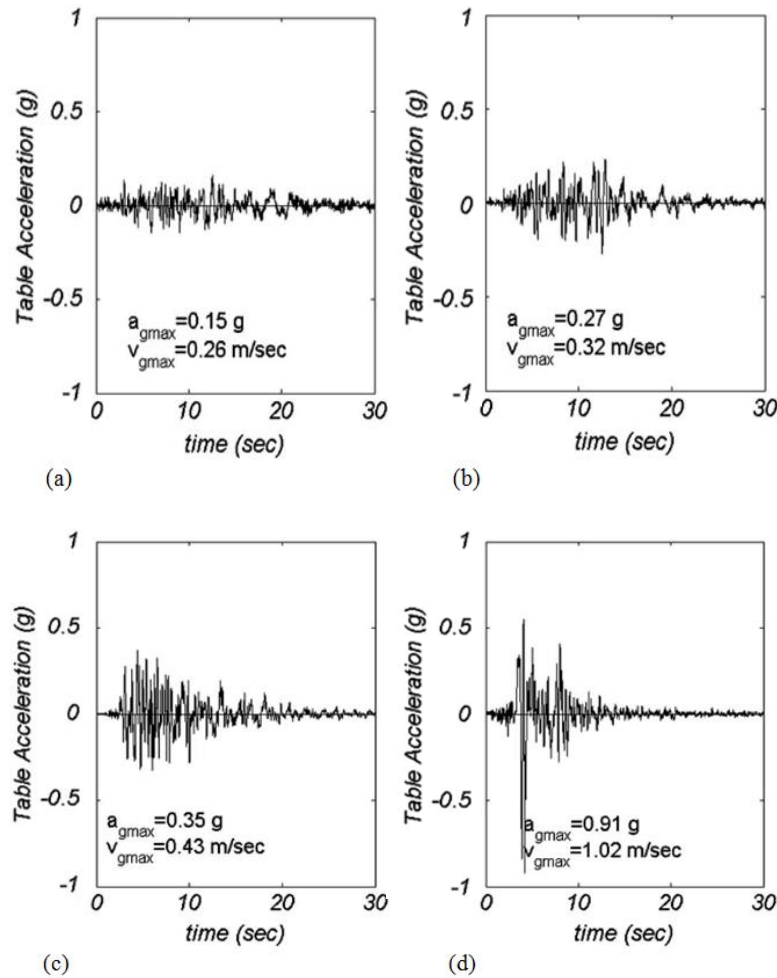 1
0.5
0
-0.5
-1
Table Acceleration (g)
a_gmax=0.15 g
v_gmax=0.26 m/sec
0 10 20 30
time (sec)
(a)
1
0.5
0
-0.5
-1
Table Acceleration (g)
a_gmax=0.27 g
v_gmax=0.32 m/sec
0 10 20 30
time (sec)
(b)
1
0.5
0
-0.5
-1
Table Acceleration (g)
a_gmax=0.35 g
v_gmax=0.43 m/sec
0 10 20 30
time (sec)
(c)
1
0.5
0
-0.5
-1
Table Acceleration (g)
a_gmax=0.91 g
v_gmax=1.02 m/sec
0 10 20 30
time (sec)
(d)